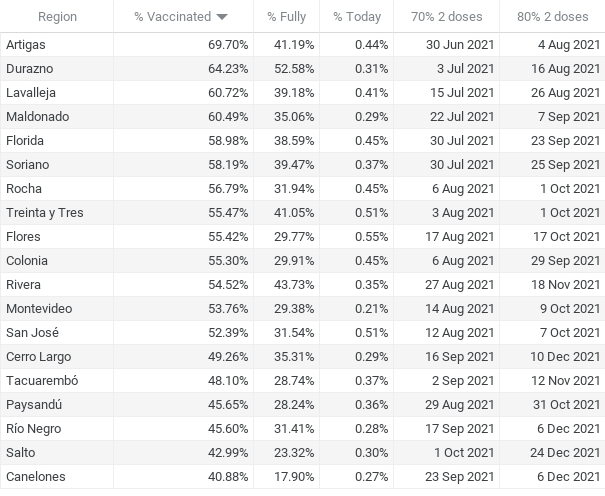 Region % Vaccinated % Fully % Today 70% 2 doses 80% 2 doses
Artigas 69.70% 41.19% 0.44% 30 Jun 2021 4 Aug 2021
Durazno 64.23% 52.58% 0.31% 3 Jul 2021 16 Aug 2021
Lavalleja 60.72% 39.18% 0.41% 15 Jul 2021 26 Aug 2021
Maldonado 60.49% 35.06% 0.29% 22 Jul 2021 7 Sep 2021
Florida 58.98% 38.59% 0.45% 30 Jul 2021 23 Sep 2021
Soriano 58.19% 39.47% 0.37% 30 Jul 2021 25 Sep 2021
Rocha 56.79% 31.94% 0.45% 6 Aug 2021 1 Oct 2021
Treinta y Tres 55.47% 41.05% 0.51% 3 Aug 2021 1 Oct 2021
Flores 55.42% 29.77% 0.55% 17 Aug 2021 17 Oct 2021
Colonia 55.30% 29.91% 0.45% 6 Aug 2021 29 Sep 2021
Rivera 54.52% 43.73% 0.35% 27 Aug 2021 18 Nov 2021
Montevideo 53.76% 29.38% 0.21% 14 Aug 2021 9 Oct 2021
San José 52.39% 31.54% 0.51% 12 Aug 2021 7 Oct 2021
Cerro Largo 49.26% 35.31% 0.29% 16 Sep 2021 10 Dec 2021
Tacuarembó 48.10% 28.74% 0.37% 2 Sep 2021 12 Nov 2021
Paysandú 45.65% 28.24% 0.36% 29 Aug 2021 31 Oct 2021
Río Negro 45.60% 31.41% 0.28% 17 Sep 2021 6 Dec 2021
Salto 42.99% 23.32% 0.30% 1 Oct 2021 24 Dec 2021
Canelones 40.88% 17.90% 0.27% 23 Sep 2021 6 Dec 2021